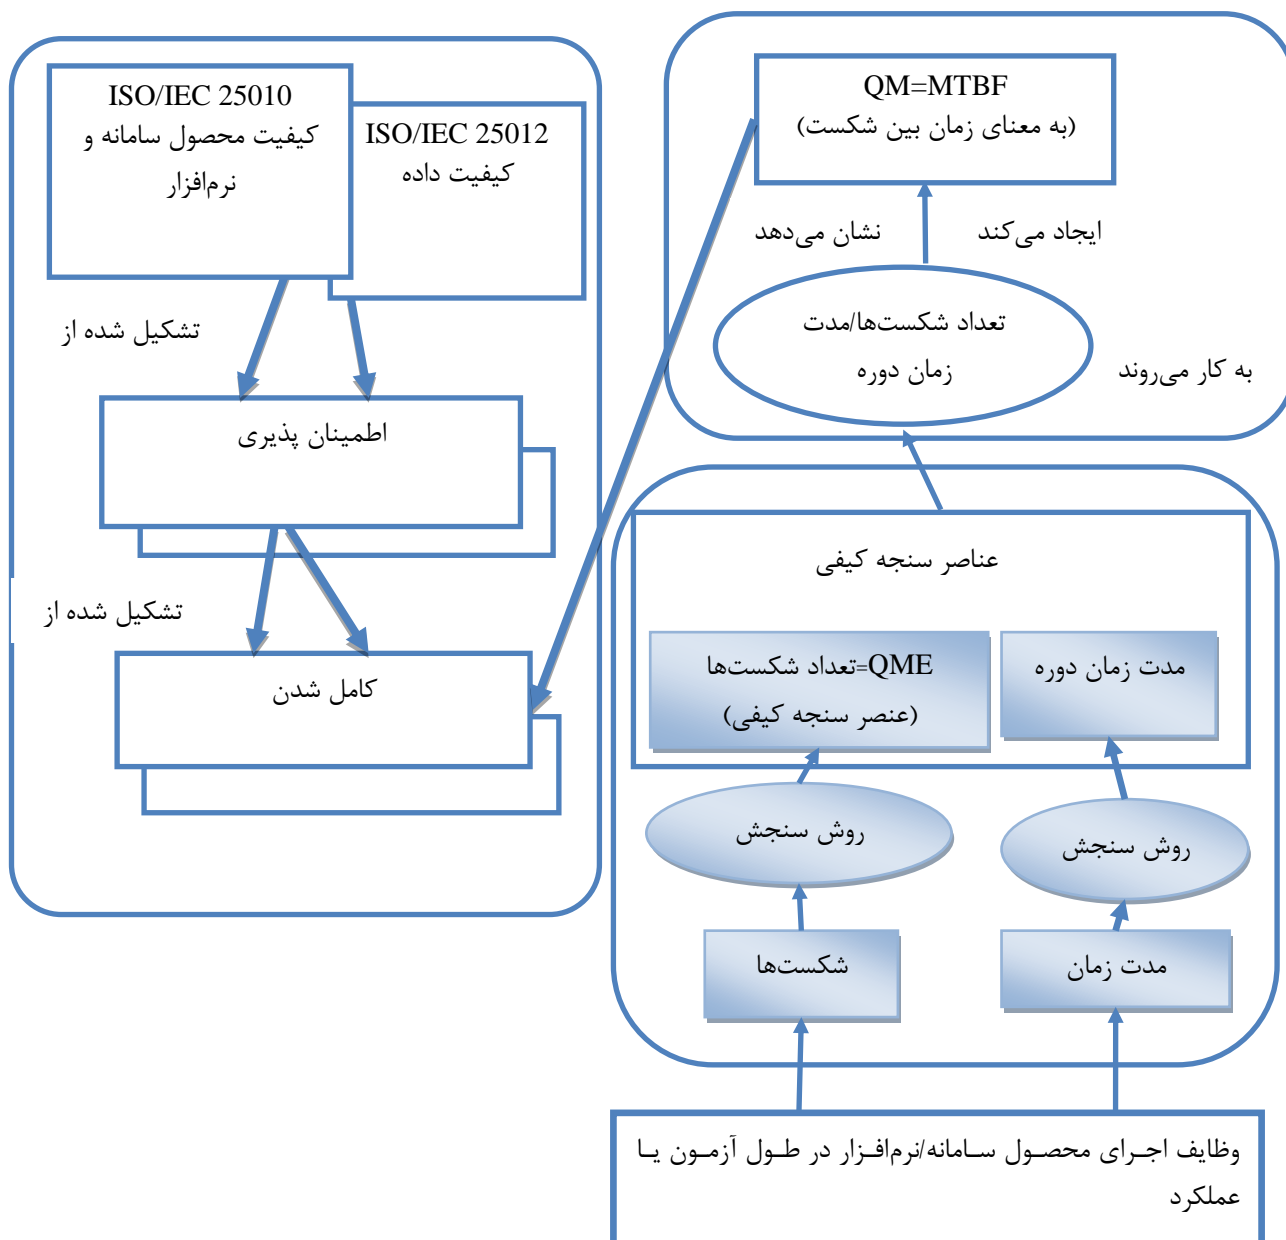 ISO/IEC 25010
کیفیت محصول سامانه و
نرم‌افزار
ISO/IEC 25012
کیفیت داده
تشکیل شده از
اطمینان پذیری
تشکیل شده از
کامل شدن
QM=MTBF
(به معنای زمان بین شکست)
ایجاد می‌کند
نشان می‌دهد
تعداد شکست‌ها/مدت
زمان دوره
به کار می‌روند
عناصر سنجه کیفی
مدت زمان دوره
QME=تعداد شکست‌ها
(عنصر سنجه کیفی)
روش سنجش
روش سنجش
مدت زمان
شکست‌ها
وظایف اجرای محصول سامانه/نرم‌افزار در طول آزمون یا
عملکرد